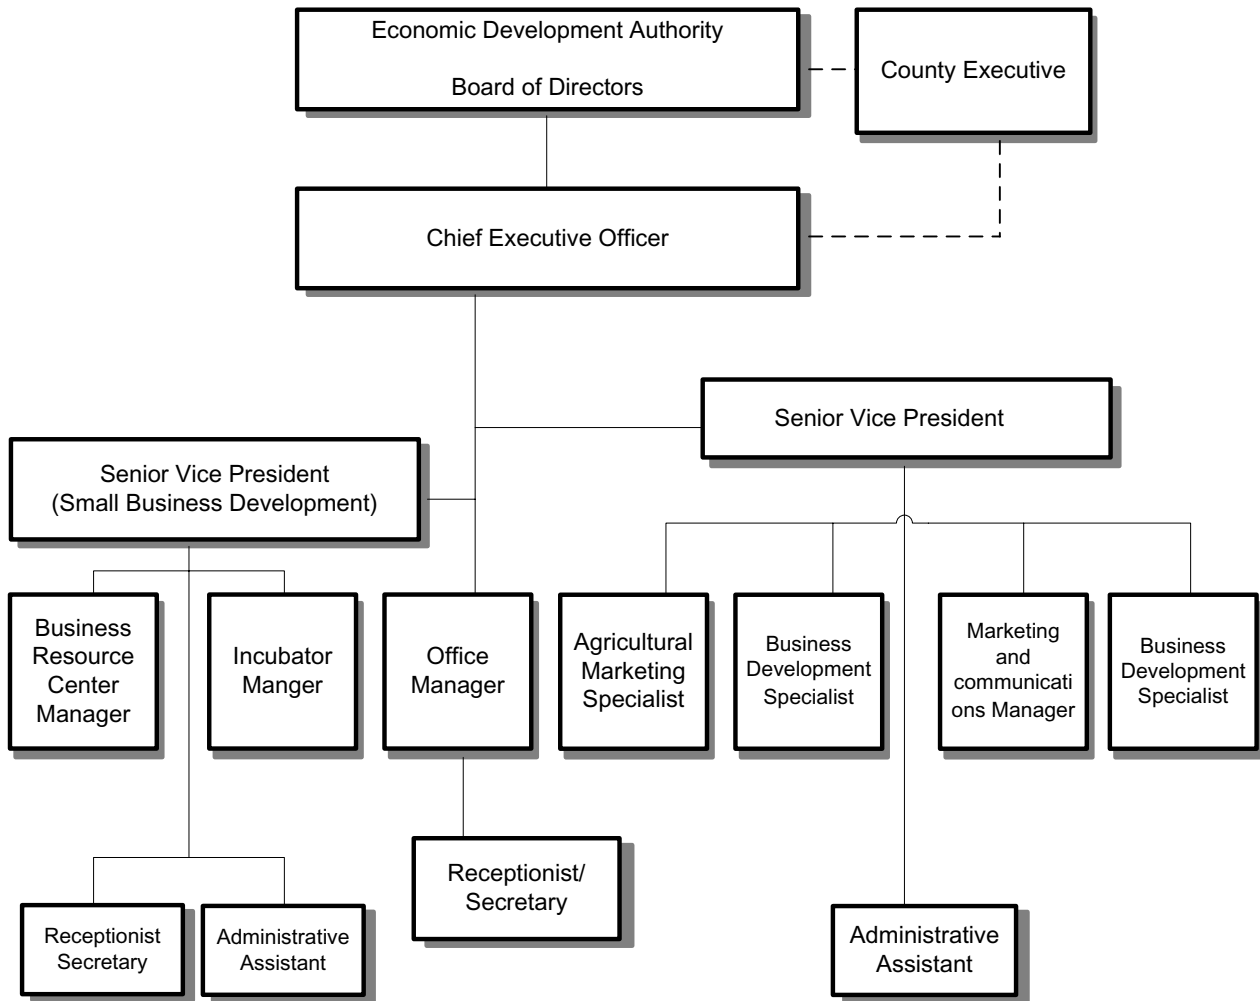 Economic Development Authority
Board of Directors
County Executive
Chief Executive Officer
Senior Vice President
Senior Vice President
(Small Business Development)
Business
Resource
Center
Manager
Incubator
Manger
Office
Manager
Agricultural
Marketing
Specialist
Business
Development
Specialist
Marketing
and
communicati
ons Manager
Business
Development
Specialist
Receptionist/
Secretary
Receptionist
Secretary
Administrative
Assistant
Administrative
Assistant